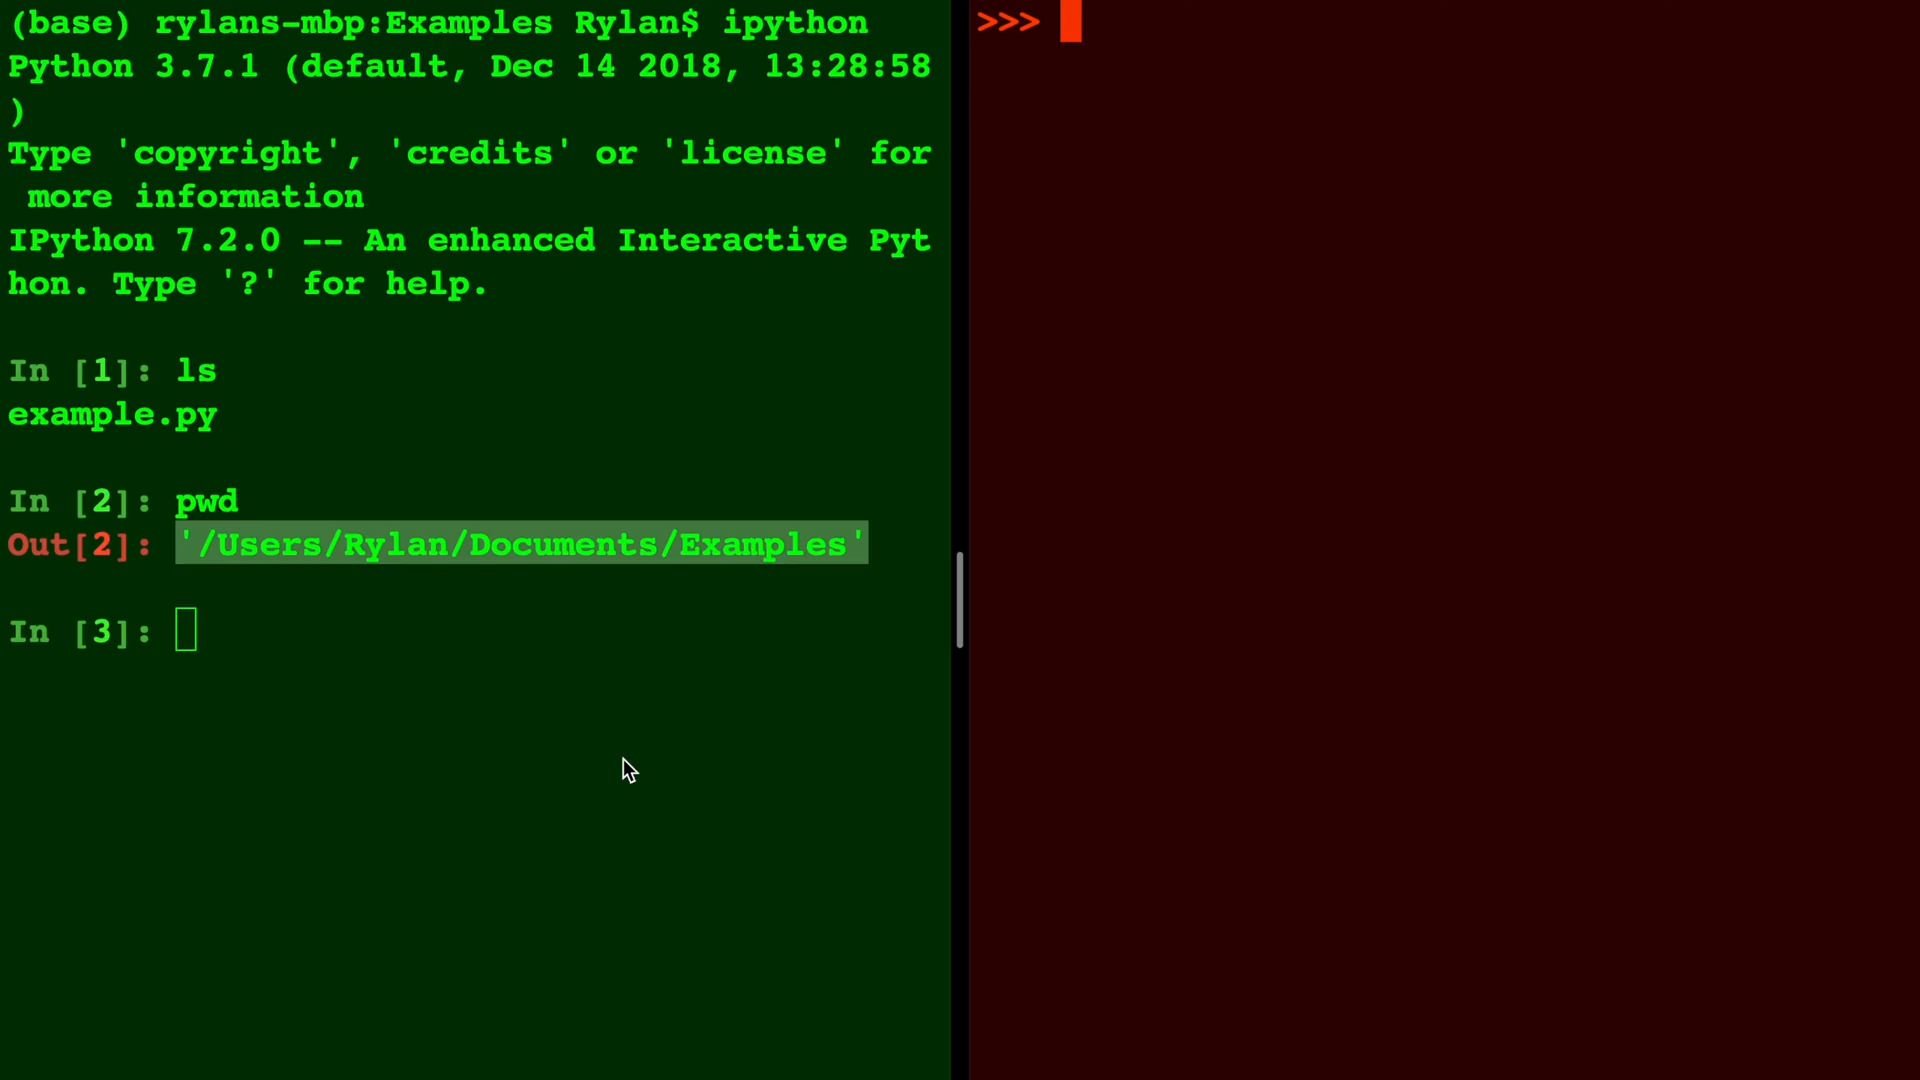 (base) rylans-mbp:Examples Rylan$ ipython
Python 3.7.1 (default, Dec 14 2018, 13:28:58
)
Type 'copyright', 'credits' or 'license' for
 more information
IPython 7.2.0 -- An enhanced Interactive Pyt
hon. Type '?' for help.
In [1]: ls
example.py
In [2]: pwd
Out[2]: '/Users/Rylan/Documents/Examples'
In [3]:
>>>